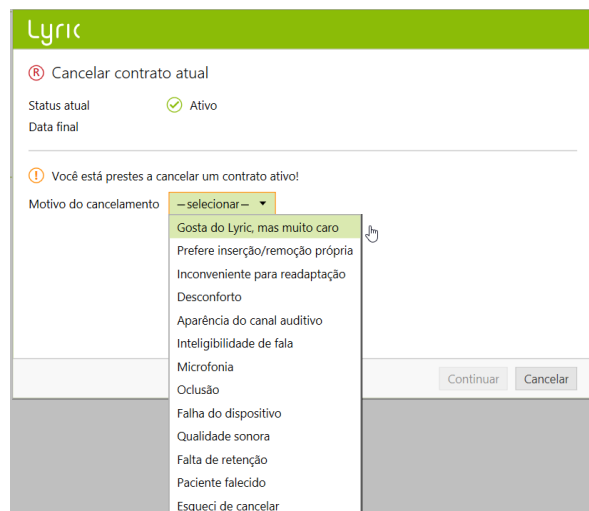 Lyric
R Cancelar contrato atual
Status atual Ativo
Data final
! Você está prestes a cancelar um contrato ativo!
Motivo do cancelamento —selecionar—
Gosta do Lyric, mas muito caro
Prefere inserção/remoção própria
Inconveniente para readaptação
Desconforto
Aparência do canal auditivo
Inteligibilidade de fala
Microfonia
Continuar Cancelar
Oclusão
Falha do dispositivo
Qualidade sonora
Falta de retenção
Paciente falecido
Esqueci de cancelar